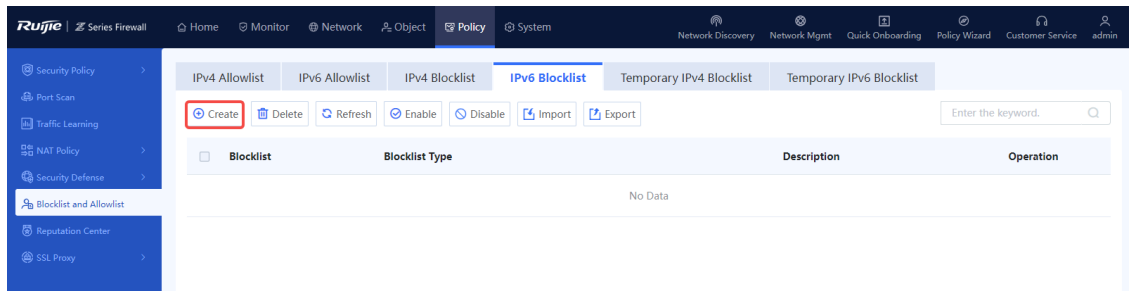 Ruijie | Z Series Firewall Home Monitor Network Object Policy System Network Discovery Network Mgmt Quick Onboarding Policy Wizard Customer Service admin
Security Policy
Port Scan
Traffic Learning
NAT Policy
Security Defense
Blocklist and Allowlist
Reputation Center
SSL Proxy
IPv4 Allowlist IPv6 Allowlist IPv4 Blocklist IPv6 Blocklist Temporary IPv4 Blocklist Temporary IPv6 Blocklist
Create Delete Refresh Enable Disable Import Export Enter the keyword.
Blocklist Blocklist Type Description Operation
No Data